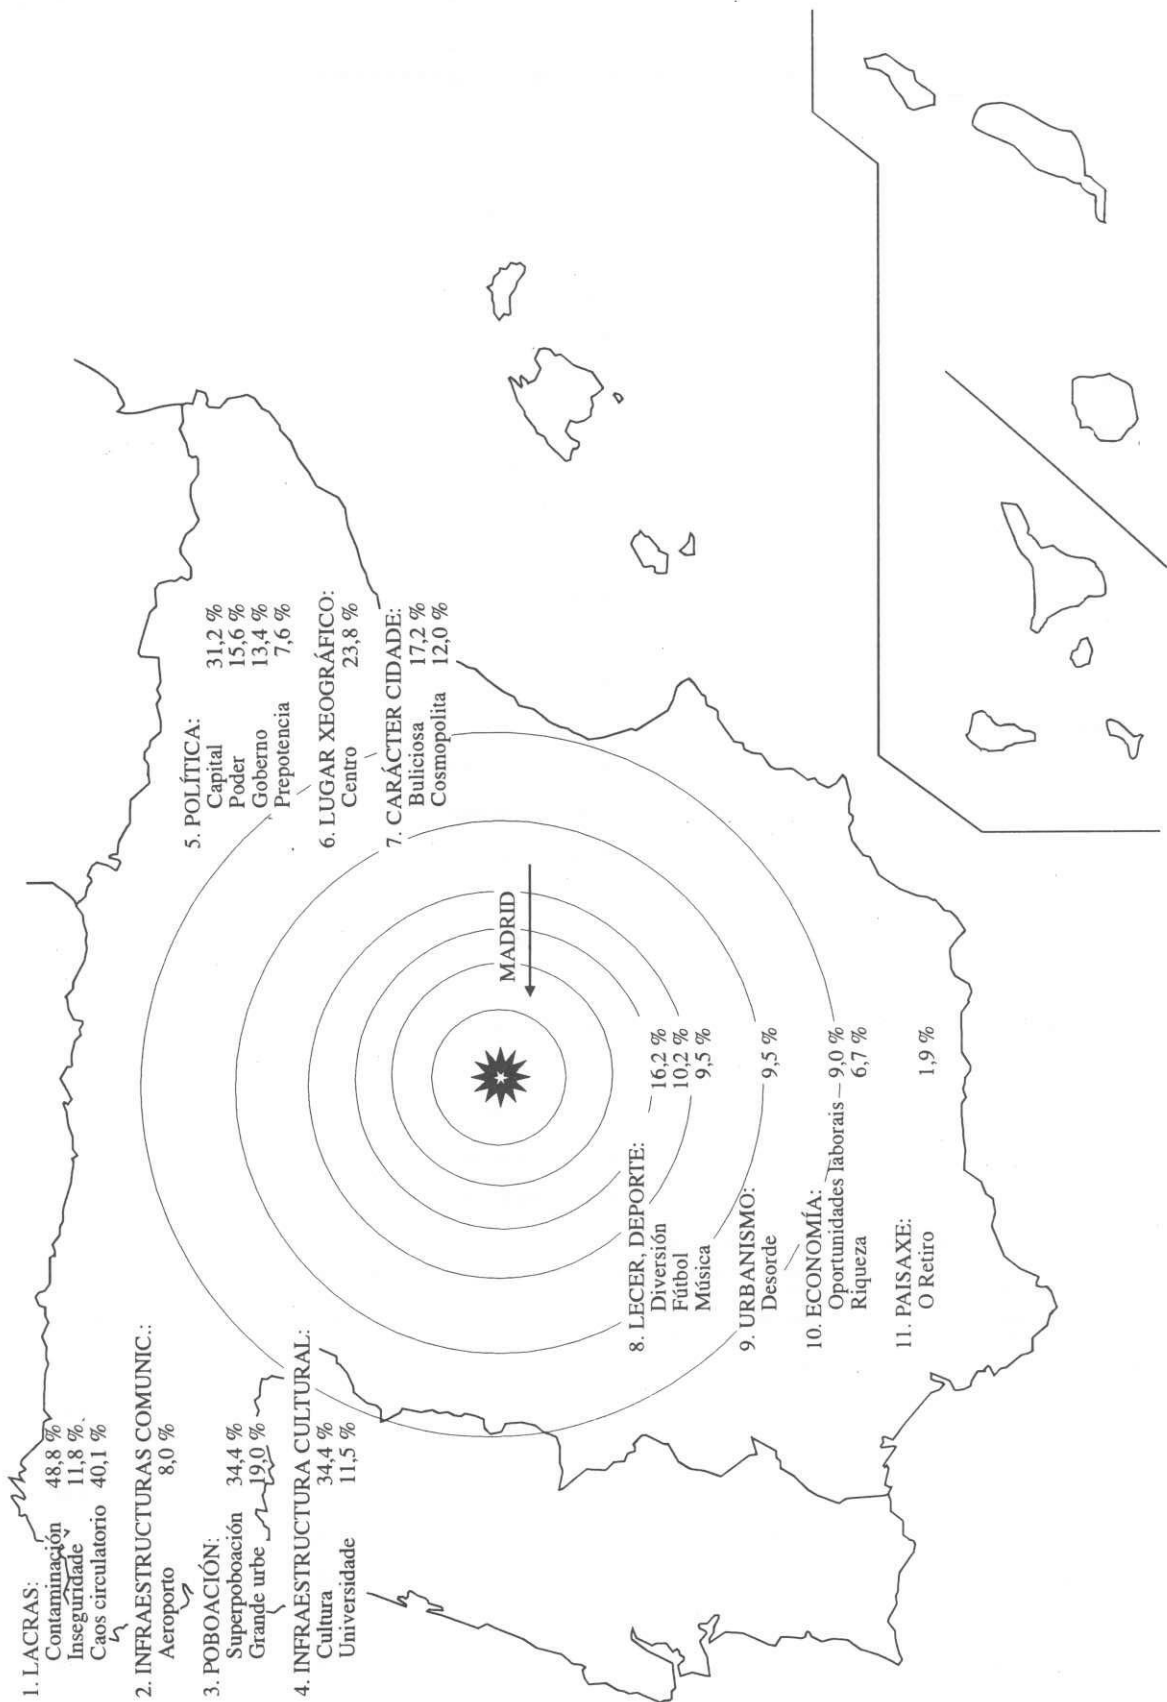 1. LACRAS:
Contaminación 48,8 %
Inseguridade 11,8 %
Caos circulatorio 40,1 %
2. INFRAESTRUCTURAS COMUNIC.:
Aeroporto 8,0 %
3. POBOACIÓN:
Superpoboación 34,4 %
Grande urbe 19,0 %
4. INFRAESTRUCTURA CULTURAL:
Cultura 34,4 %
Universidade 11,5 %
5. POLÍTICA:
Capital 31,2 %
Poder 15,6 %
Goberno 13,4 %
Prepotencia 7,6 %
6. LUGAR XEOGRÁFICO:
Centro 23,8 %
7. CARÁCTER CIDADE:
Buliciosa 17,2 %
Cosmopolita 12,0 %
MADRID
8. LECER, DEPORTE:
Diversión 16,2 %
Fútbol 10,2 %
Música 9,5 %
9. URBANISMO:
Desorde 9,5 %
10. ECONOMÍA:
Oportunidades laborais 9,0 %
Riqueza 6,7 %
11. PAISAXE:
O Retiro 1,9 %